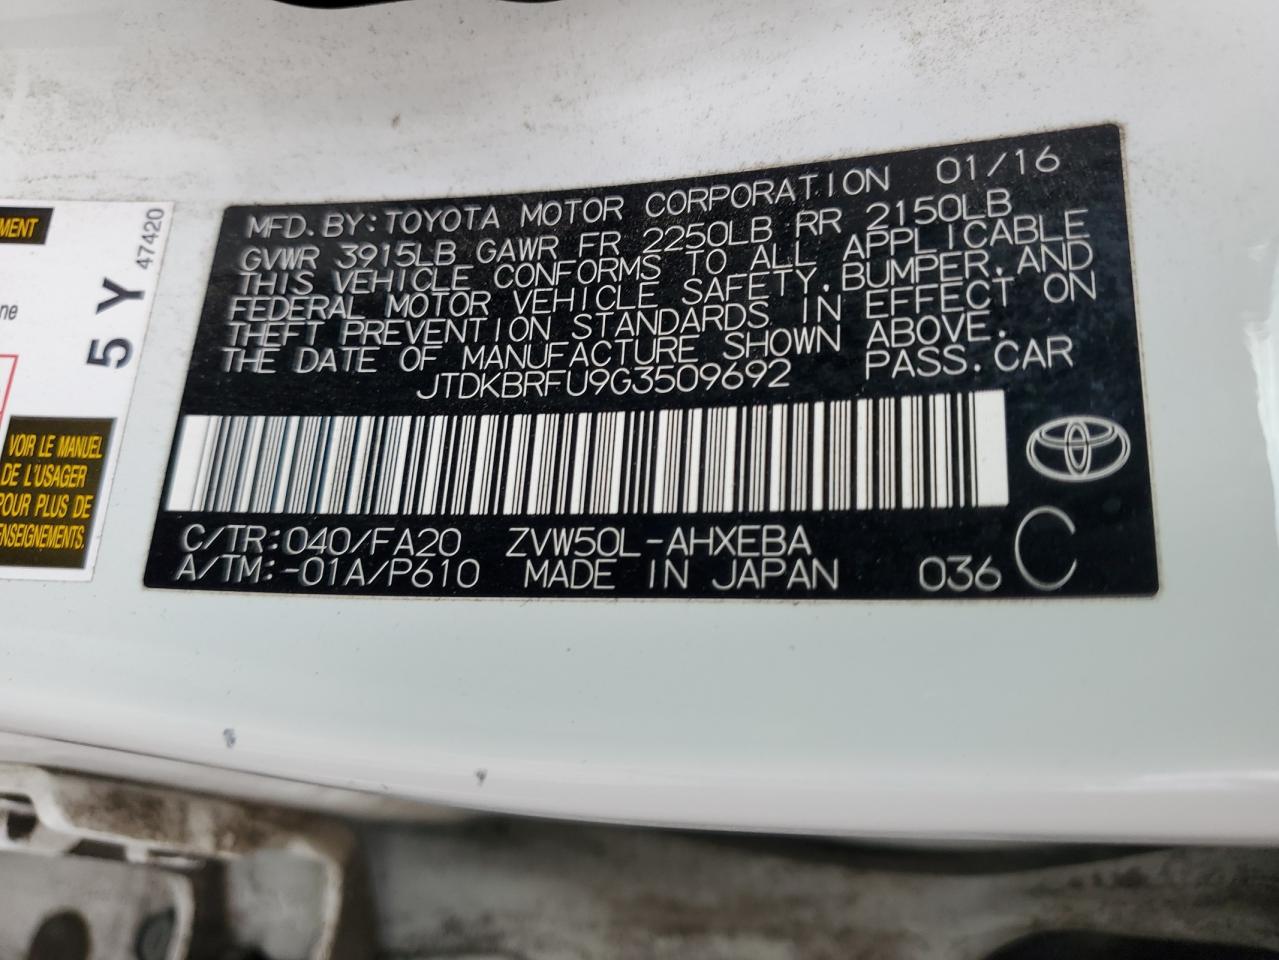 MFD. BY: TOYOTA MOTOR CORPORATION 01/16
GVWR 3915LB GAWR FR 2250LB RR 2150LB
THIS VEHICLE CONFORMS TO ALL APPLICABLE
FEDERAL MOTOR VEHICLE SAFETY, BUMPER, AND
THEFT PREVENTION STANDARDS IN EFFECT ON
THE DATE OF MANUFACTURE SHOWN ABOVE.
JTDKBRFU9G3509692 PASS. CAR
C/TR: 040/FA20 ZVW50L-AHXEBA
A/TM: -01A/P610 MADE IN JAPAN 036 C
5 Y
47420
VOIR LE MANUEL
DE L'USAGER
POUR PLUS DE